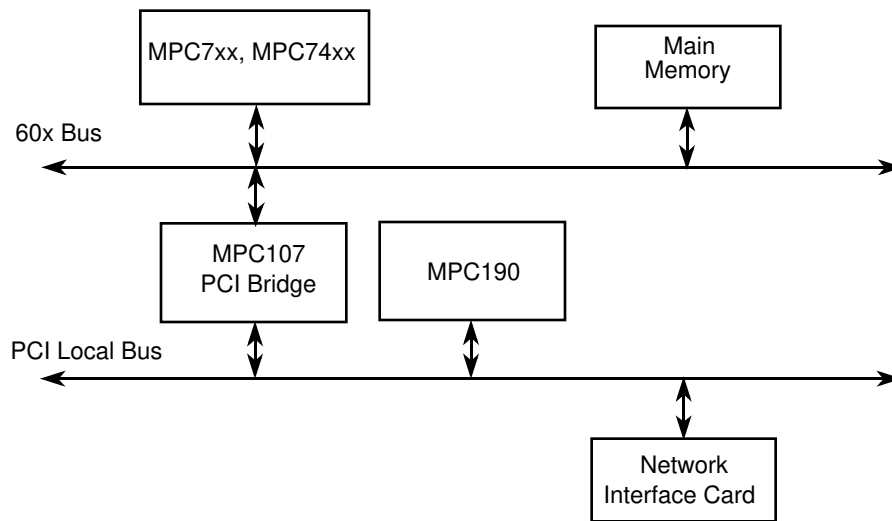 MPC7xx, MPC74xx
Main
Memory
60x Bus
MPC107
PCI Bridge
MPC190
PCI Local Bus
Network
Interface Card